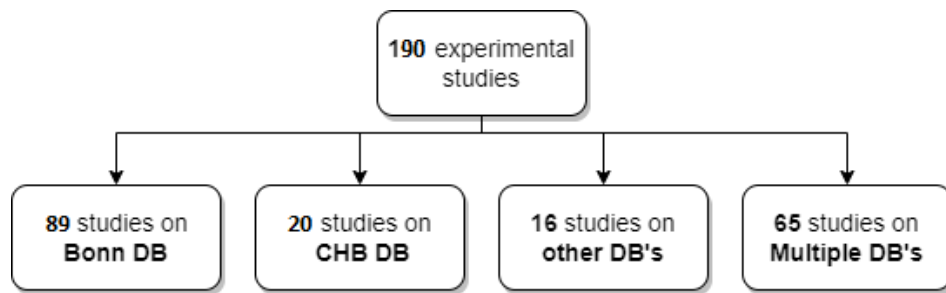 190 experimental
studies
89 studies on
Bonn DB
20 studies on
CHB DB
16 studies on
other DB's
65 studies on
Multiple DB's